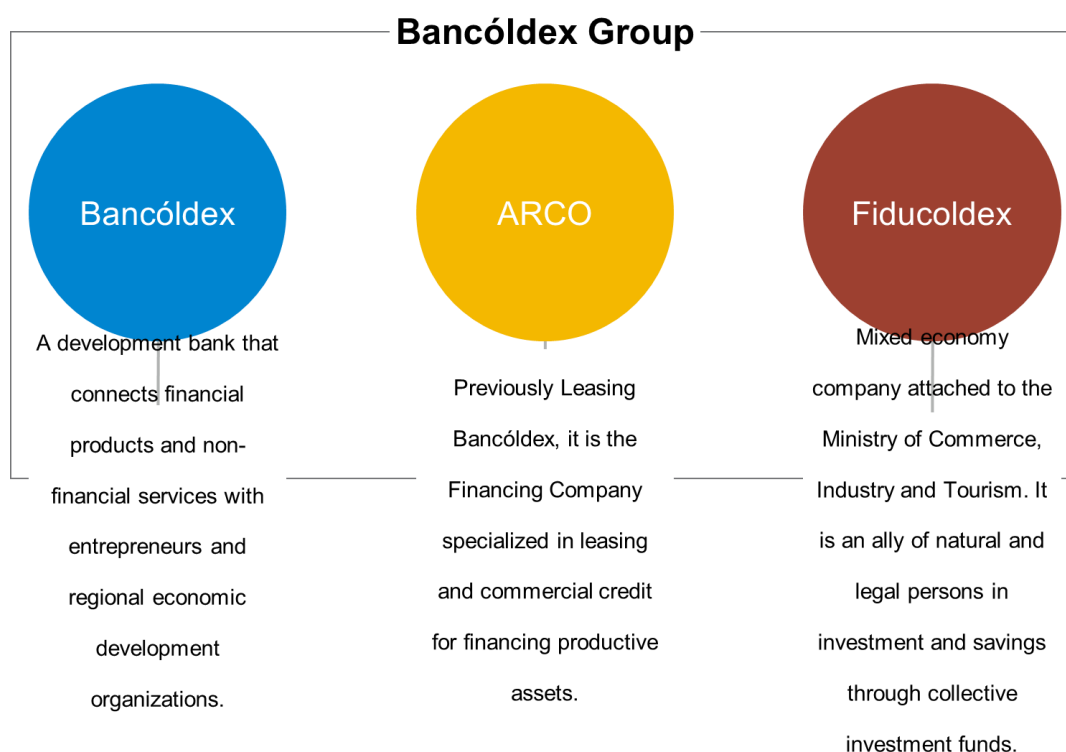 Bancóldex Group
Bancóldex
A development bank that
connects financial
products and non-
financial services with
entrepreneurs and
regional economic
development
organizations.
ARCO
Previously Leasing
Bancóldex, it is the
Financing Company
specialized in leasing
and commercial credit
for financing productive
assets.
Fiducoldex
Mixed economy
company attached to the
Ministry of Commerce,
Industry and Tourism. It
is an ally of natural and
legal persons in
investment and savings
through collective
investment funds.